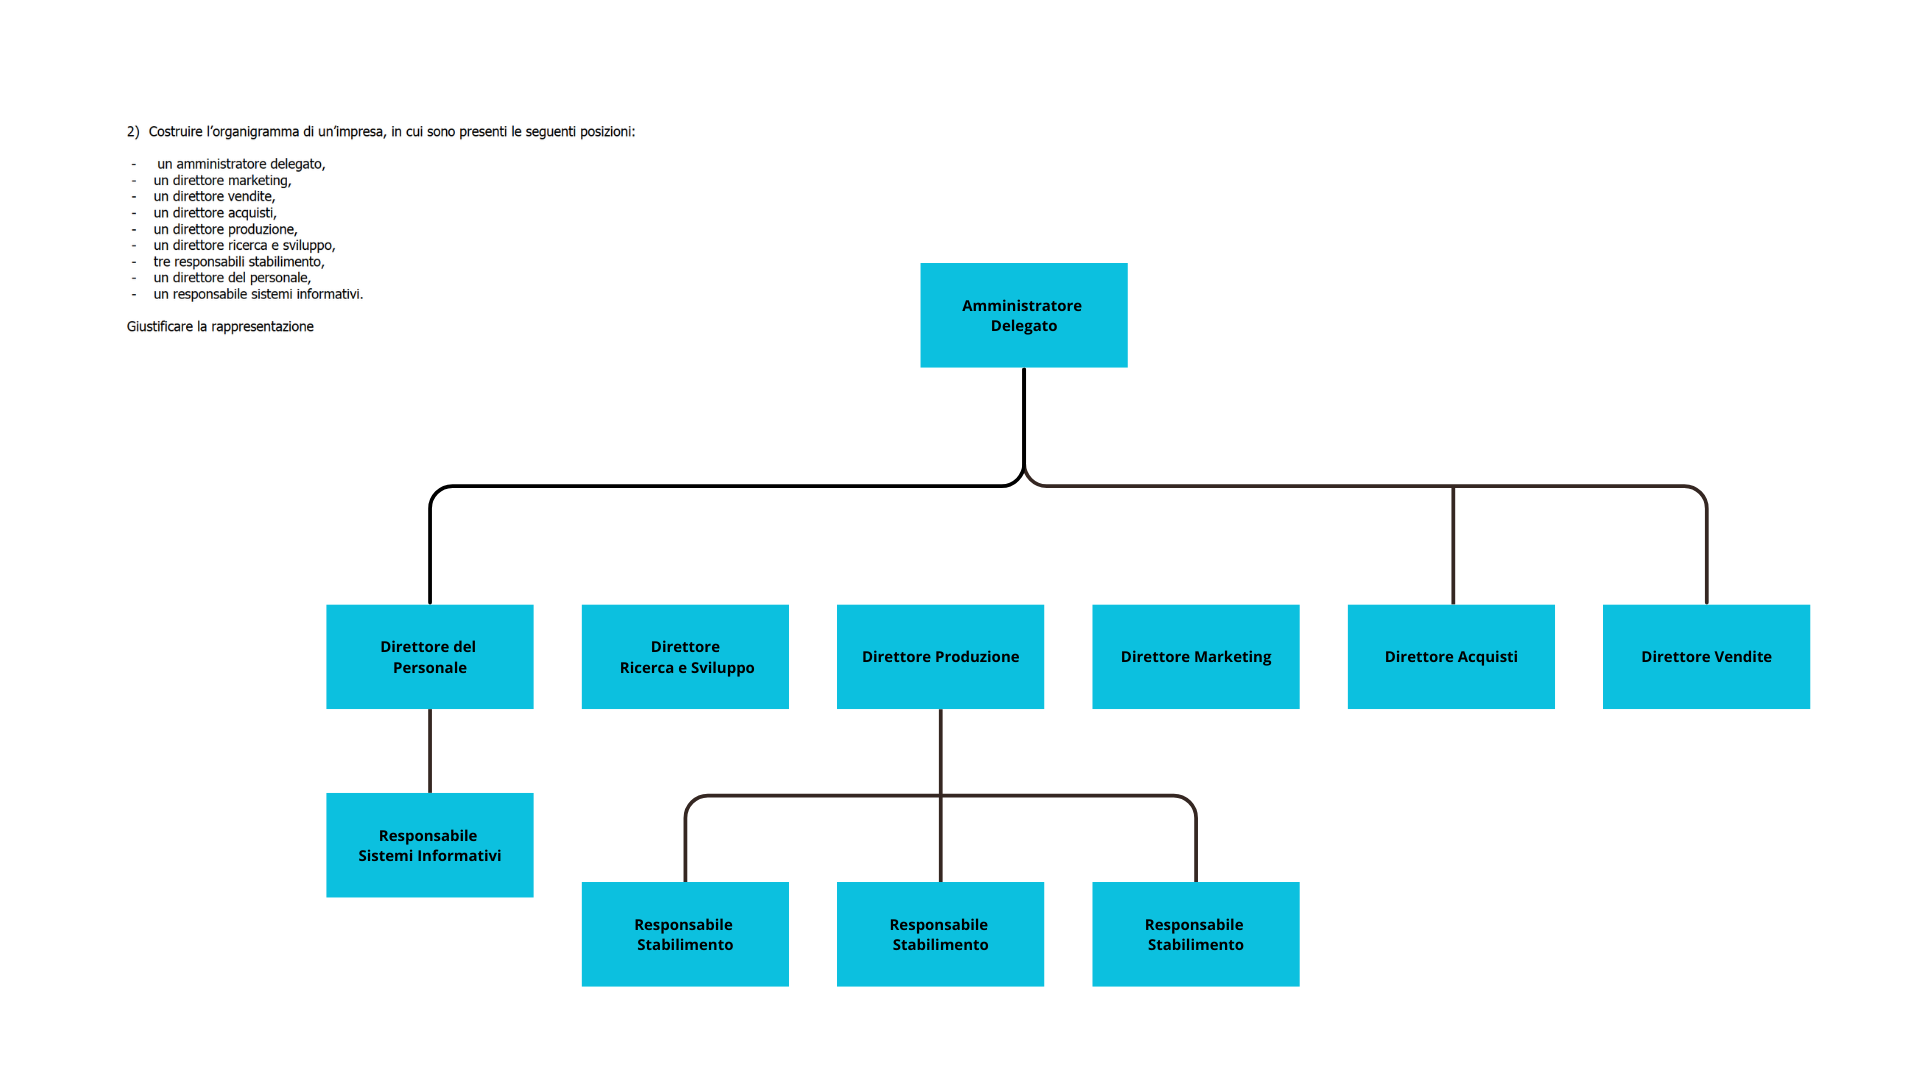 2) Costruire l'organigramma di un'impresa, in cui sono presenti le seguenti posizioni:
- un amministratore delegato,
- un direttore marketing,
- un direttore vendite,
- un direttore acquisti,
- un direttore produzione,
- un direttore ricerca e sviluppo,
- tre responsabili stabilimento,
- un direttore del personale,
- un responsabile sistemi informativi.
Giustificare la rappresentazione
Amministratore
Delegato
Direttore del
Personale
Direttore
Ricerca e Sviluppo
Direttore Produzione
Direttore Marketing
Direttore Acquisti
Direttore Vendite
Responsabile
Sistemi Informativi
Responsabile
Stabilimento
Responsabile
Stabilimento
Responsabile
Stabilimento